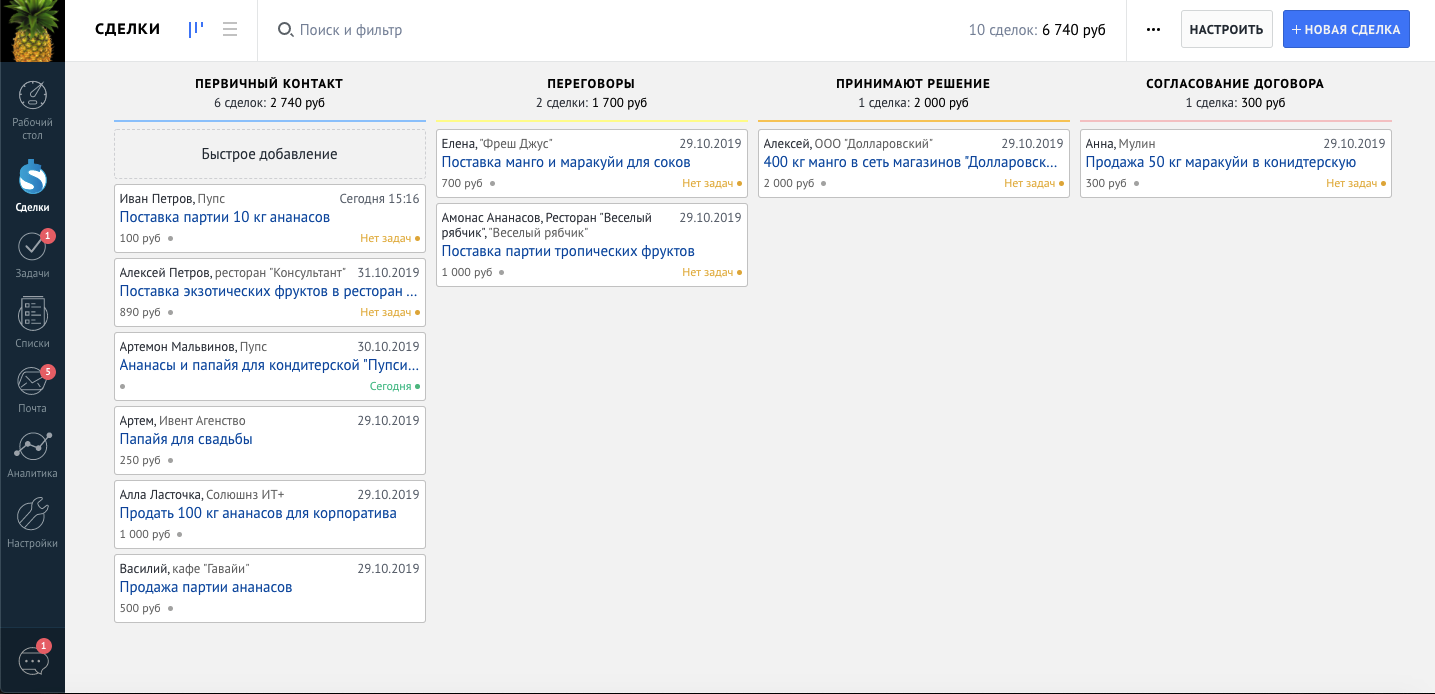 СДЕЛКИ
Поиск и фильтр
10 сделок: 6 740 руб
НАСТРОИТЬ
НОВАЯ СДЕЛКА
Рабочий
стол
Сделки
1
Задачи
Списки
5
Почта
Аналитика
Настройки
1
ПЕРВИЧНЫЙ КОНТАКТ
6 сделок: 2 740 руб
Быстрое добавление
Иван Петров, Пупс Сегодня 15:16
Поставка партии 10 кг ананасов
100 руб Нет задач
Алексей Петров, ресторан "Консультант" 31.10.2019
Поставка экзотических фруктов в ресторан ...
890 руб Нет задач
Артемон Мальвинов, Пупс 30.10.2019
Ананасы и папайя для кондитерской "Пупси...
Сегодня
Артем, Ивент Агенство 29.10.2019
Папайя для свадьбы
250 руб
Алла Ласточка, Солюшнз ИТ+ 29.10.2019
Продать 100 кг ананасов для корпоратива
1 000 руб
Василий, кафе "Гавайи" 29.10.2019
Продажа партии ананасов
500 руб
ПЕРЕГОВОРЫ
2 сделки: 1 700 руб
Елена, "Фреш Джус" 29.10.2019
Поставка манго и маракуйи для соков
700 руб Нет задач
Амонас Ананасов, Ресторан "Веселый 29.10.2019
рябчик", "Веселый рябчик"
Поставка партии тропических фруктов
1 000 руб Нет задач
ПРИНИМАЮТ РЕШЕНИЕ
1 сделка: 2 000 руб
Алексей, ООО "Долларовский" 29.10.2019
400 кг манго в сеть магазинов "Долларовск...
2 000 руб Нет задач
СОГЛАСОВАНИЕ ДОГОВОРА
1 сделка: 300 руб
Анна, Мулин 29.10.2019
Продажа 50 кг маракуйи в конидтерскую
300 руб Нет задач